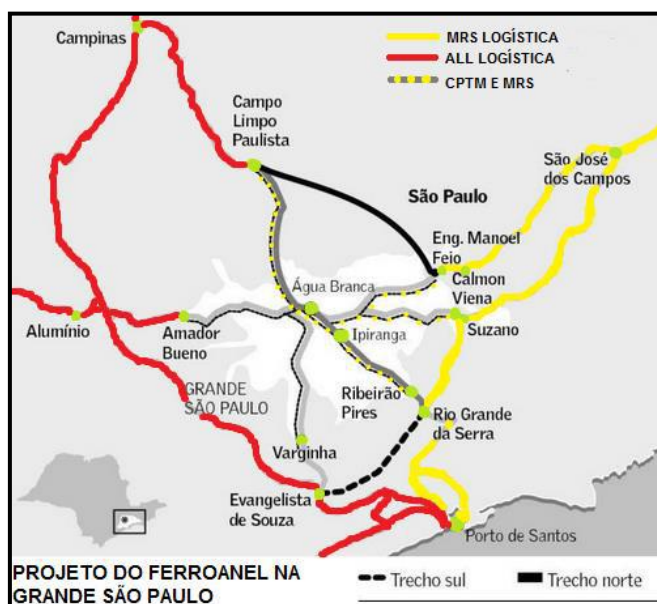 Campinas
MRS LOGÍSTICA
ALL LOGÍSTICA
CPTM E MRS
Campo
Limpo
Paulista
São José
dos Campos
São Paulo
Eng. Manoel
Feio
Calmon
Viena
Água Branca
Suzano
Ipiranga
Alumínio
Amador
Bueno
GRANDE
SÃO PAULO
Ribeirão
Pires
Rio Grande
da Serra
Varginha
Evangelista
de Souza
Porto de Santos
PROJETO DO FERROANEL NA
GRANDE SÃO PAULO
Trecho sul
Trecho norte